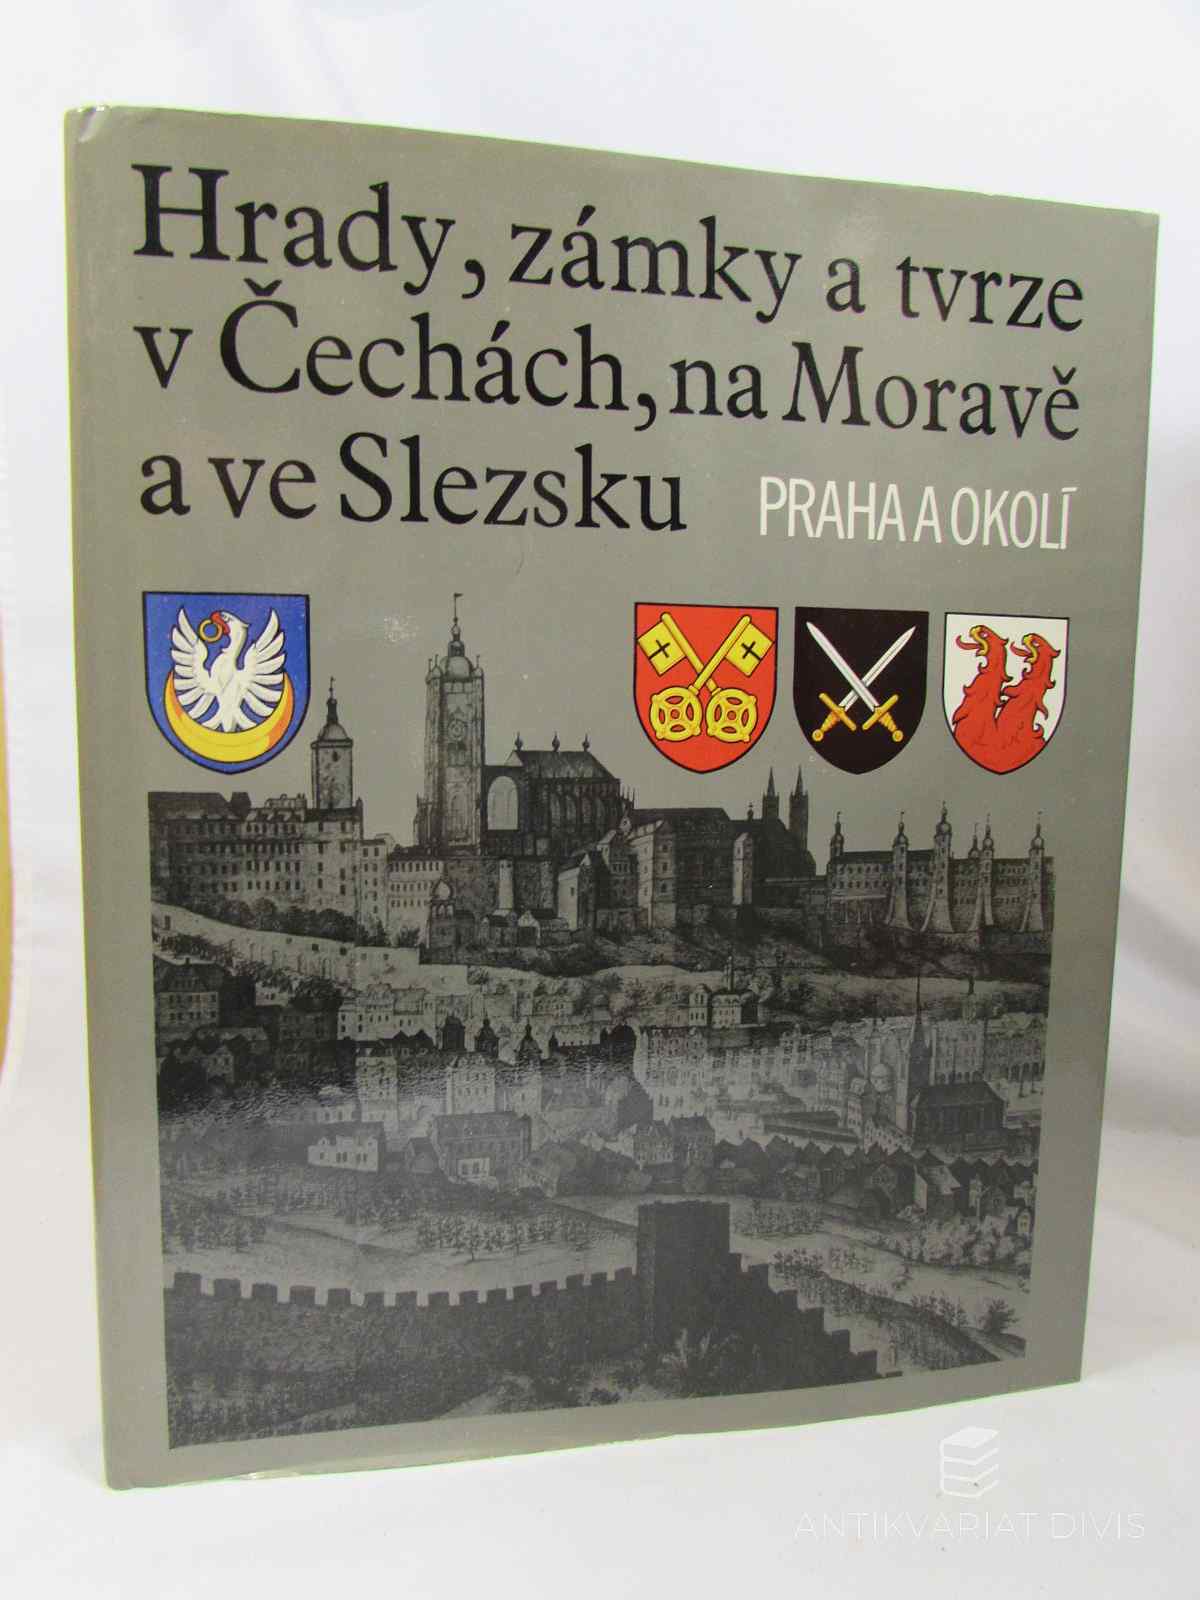 Hrady, zámky a tvrze
v Čechách, na Moravě
a ve Slezsku
PRAHA A OKOLÍ
ANTIKVARIAT DIVIS